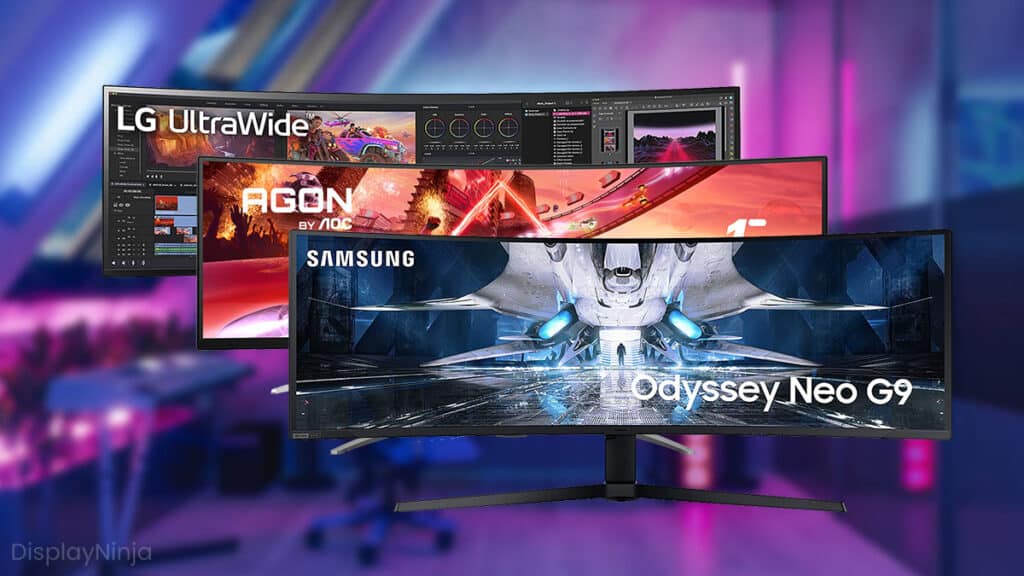 LG UltraWide
AGON
BY AOC
SAMSUNG
Odyssey Neo G9
DisplayNinja